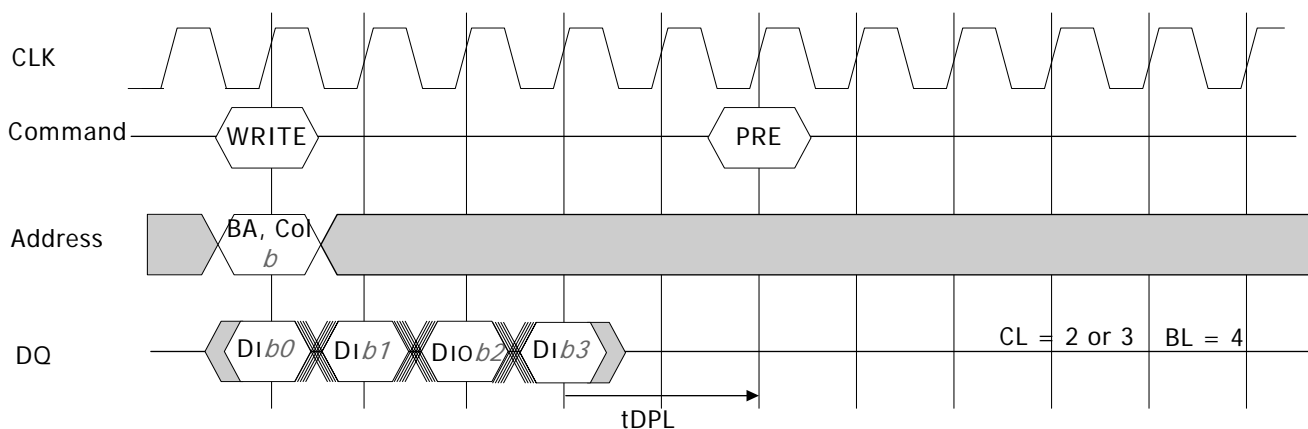 CLK
Command
WRITE
PRE
Address
BA, Col
b
DQ
DIb0
DIb1
DIOb2
DIb3
CL = 2 or 3 BL = 4
tDPL